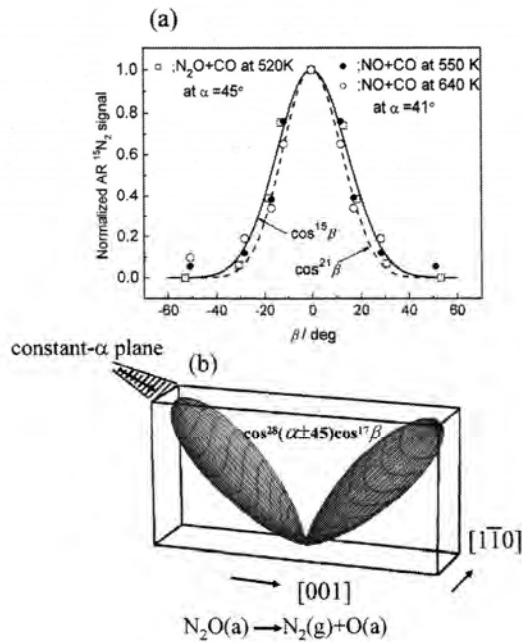 (a)
□ ;N₂O+CO at 520K
at α =45°
● ;NO+CO at 550 K
○ ;NO+CO at 640 K
at α =41°
Normalized AR ¹⁵N₂ signal
1.0
0.8
0.6
0.4
0.2
0.0
cos¹⁵β
cos²¹β
-60 -40 -20 0 20 40 60
β/ deg
constant-α plane
(b)
cos²⁸(α±45)cos¹⁷β
[11̄0]
[001]
N₂O(a) → N₂(g)+O(a)